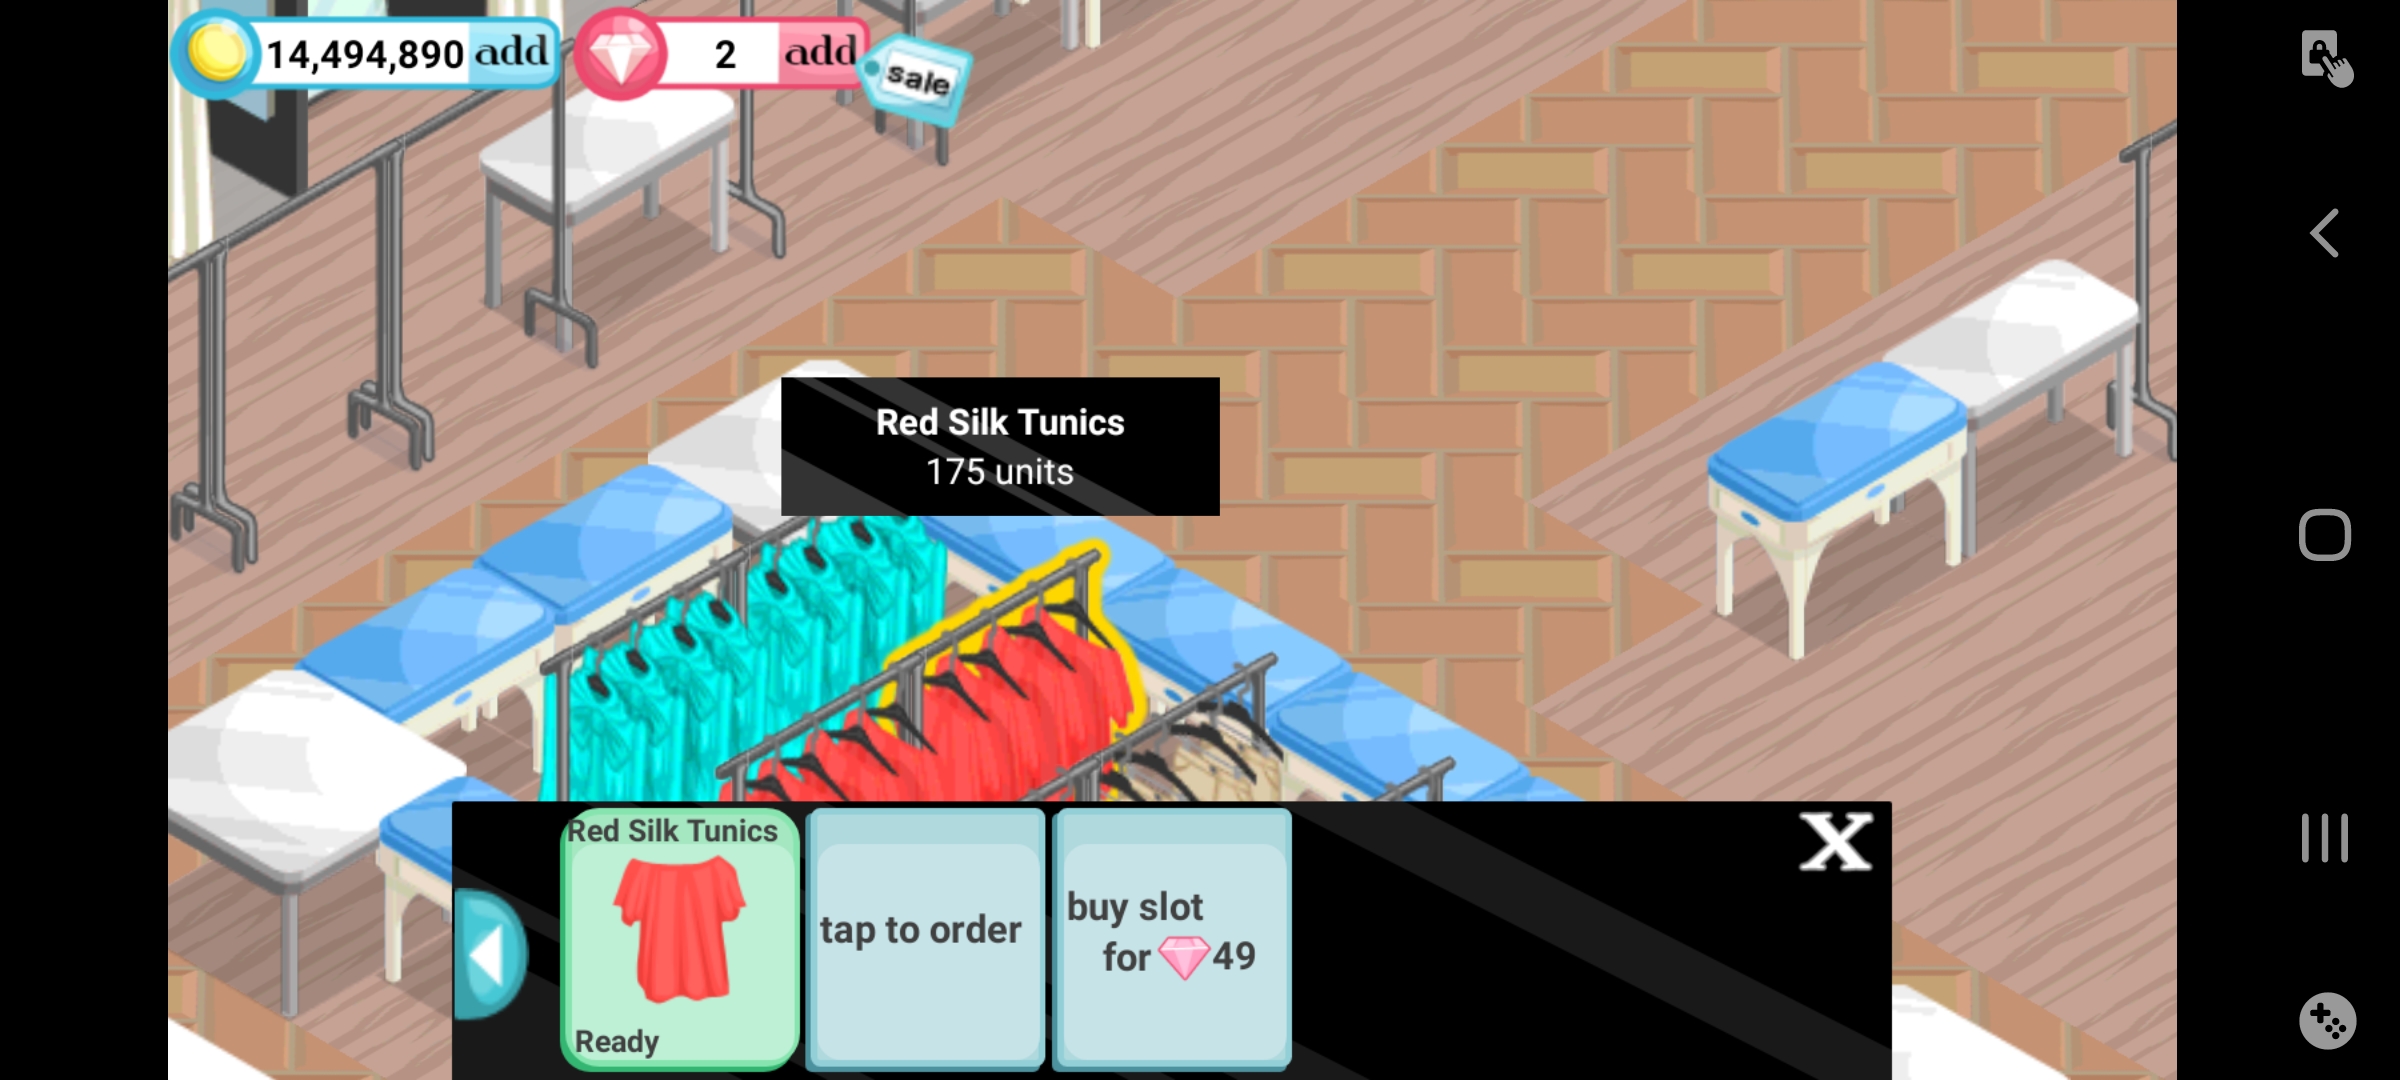 14,494,890 add
2 add
sale
Red Silk Tunics
175 units
Red Silk Tunics
Ready
tap to order
buy slot
for 49
X